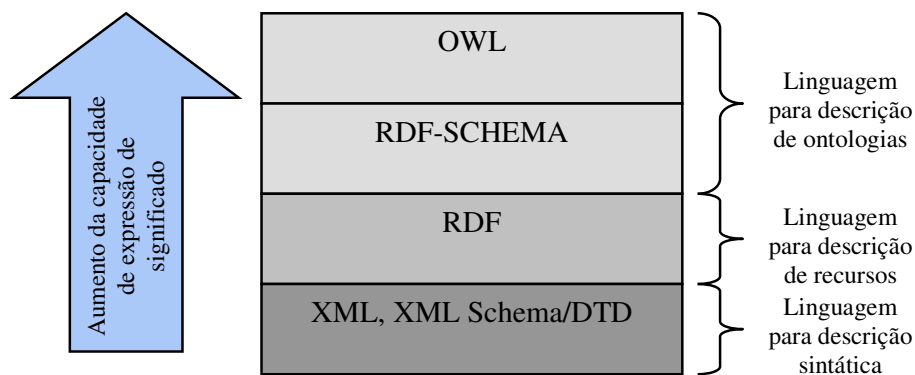 Aumento da capacidade
de expressão de
significado
OWL
RDF-SCHEMA
RDF
XML, XML Schema/DTD
Linguagem
para descrição
de ontologias
Linguagem
para descrição
de recursos
Linguagem
para descrição
sintática